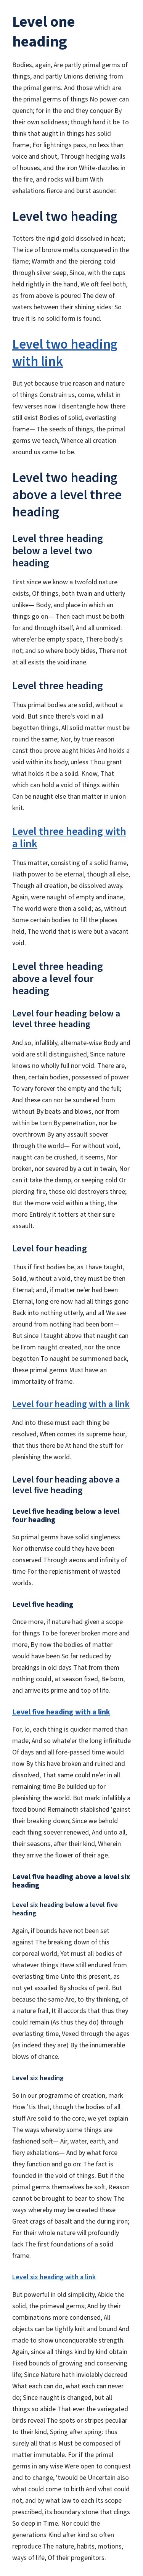 Level one
heading
Bodies, again, Are partly primal germs of
things, and partly Unions deriving from
the primal germs. And those which are
the primal germs of things No power can
quench; for in the end they conquer By
their own solidness; though hard it be To
think that aught in things has solid
frame; For lightnings pass, no less than
voice and shout, Through hedging walls
of houses, and the iron White-dazzles in
the fire, and rocks will burn With
exhalations fierce and burst asunder.
Level two heading
Totters the rigid gold dissolved in heat;
The ice of bronze melts conquered in the
flame; Warmth and the piercing cold
through silver seep, Since, with the cups
held rightly in the hand, We oft feel both,
as from above is poured The dew of
waters between their shining sides: So
true it is no solid form is found.
Level two heading
with link
But yet because true reason and nature
of things Constrain us, come, whilst in
few verses now I disentangle how there
still exist Bodies of solid, everlasting
frame— The seeds of things, the primal
germs we teach, Whence all creation
around us came to be.
Level two heading
above a level three
heading
Level three heading
below a level two
heading
First since we know a twofold nature
exists, Of things, both twain and utterly
unlike— Body, and place in which an
things go on— Then each must be both
for and through itself, And all unmixed:
where'er be empty space, There body's
not; and so where body bides, There not
at all exists the void inane.
Level three heading
Thus primal bodies are solid, without a
void. But since there's void in all
begotten things, All solid matter must be
round the same; Nor, by true reason
canst thou prove aught hides And holds a
void within its body, unless Thou grant
what holds it be a solid. Know, That
which can hold a void of things within
Can be naught else than matter in union
knit.
Level three heading with
a link
Thus matter, consisting of a solid frame,
Hath power to be eternal, though all else,
Though all creation, be dissolved away.
Again, were naught of empty and inane,
The world were then a solid; as, without
Some certain bodies to fill the places
held, The world that is were but a vacant
void.
Level three heading
above a level four
heading
Level four heading below a
level three heading
And so, infallibly, alternate-wise Body and
void are still distinguished, Since nature
knows no wholly full nor void. There are,
then, certain bodies, possessed of power
To vary forever the empty and the full;
And these can nor be sundered from
without By beats and blows, nor from
within be torn By penetration, nor be
overthrown By any assault soever
through the world— For without void,
naught can be crushed, it seems, Nor
broken, nor severed by a cut in twain, Nor
can it take the damp, or seeping cold Or
piercing fire, those old destroyers three;
But the more void within a thing, the
more Entirely it totters at their sure
assault.
Level four heading
Thus if first bodies be, as I have taught,
Solid, without a void, they must be then
Eternal; and, if matter ne'er had been
Eternal, long ere now had all things gone
Back into nothing utterly, and all We see
around from nothing had been born—
But since I taught above that naught can
be From naught created, nor the once
begotten To naught be summoned back,
these primal germs Must have an
immortality of frame.
Level four heading with a link
And into these must each thing be
resolved, When comes its supreme hour,
that thus there be At hand the stuff for
plenishing the world.
Level four heading above a
level five heading
Level five heading below a level
four heading
So primal germs have solid singleness
Nor otherwise could they have been
conserved Through aeons and infinity of
time For the replenishment of wasted
worlds.
Level five heading
Once more, if nature had given a scope
for things To be forever broken more and
more, By now the bodies of matter
would have been So far reduced by
breakings in old days That from them
nothing could, at season fixed, Be born,
and arrive its prime and top of life.
Level five heading with a link
For, lo, each thing is quicker marred than
made; And so whate'er the long infinitude
Of days and all fore-passed time would
now By this have broken and ruined and
dissolved, That same could ne'er in all
remaining time Be builded up for
plenishing the world. But mark: infallibly a
fixed bound Remaineth stablished 'gainst
their breaking down; Since we behold
each thing soever renewed, And unto all,
their seasons, after their kind, Wherein
they arrive the flower of their age.
Level five heading above a level six
heading
Level six heading below a level five
heading
Again, if bounds have not been set
against The breaking down of this
corporeal world, Yet must all bodies of
whatever things Have still endured from
everlasting time Unto this present, as
not yet assailed By shocks of peril. But
because the same Are, to thy thinking, of
a nature frail, It ill accords that thus they
could remain (As thus they do) through
everlasting time, Vexed through the ages
(as indeed they are) By the innumerable
blows of chance.
Level six heading
So in our programme of creation, mark
How 'tis that, though the bodies of all
stuff Are solid to the core, we yet explain
The ways whereby some things are
fashioned soft— Air, water, earth, and
fiery exhalations— And by what force
they function and go on: The fact is
founded in the void of things. But if the
primal germs themselves be soft, Reason
cannot be brought to bear to show The
ways whereby may be created these
Great crags of basalt and the during iron;
For their whole nature will profoundly
lack The first foundations of a solid
frame.
Level six heading with a link
But powerful in old simplicity, Abide the
solid, the primeval germs; And by their
combinations more condensed, All
objects can be tightly knit and bound And
made to show unconquerable strength.
Again, since all things kind by kind obtain
Fixed bounds of growing and conserving
life; Since Nature hath inviolably decreed
What each can do, what each can never
do; Since naught is changed, but all
things so abide That ever the variegated
birds reveal The spots or stripes peculiar
to their kind, Spring after spring: thus
surely all that is Must be composed of
matter immutable. For if the primal
germs in any wise Were open to conquest
and to change, 'twould be Uncertain also
what could come to birth And what could
not, and by what law to each Its scope
prescribed, its boundary stone that clings
So deep in Time. Nor could the
generations Kind after kind so often
reproduce The nature, habits, motions,
ways of life, Of their progenitors.